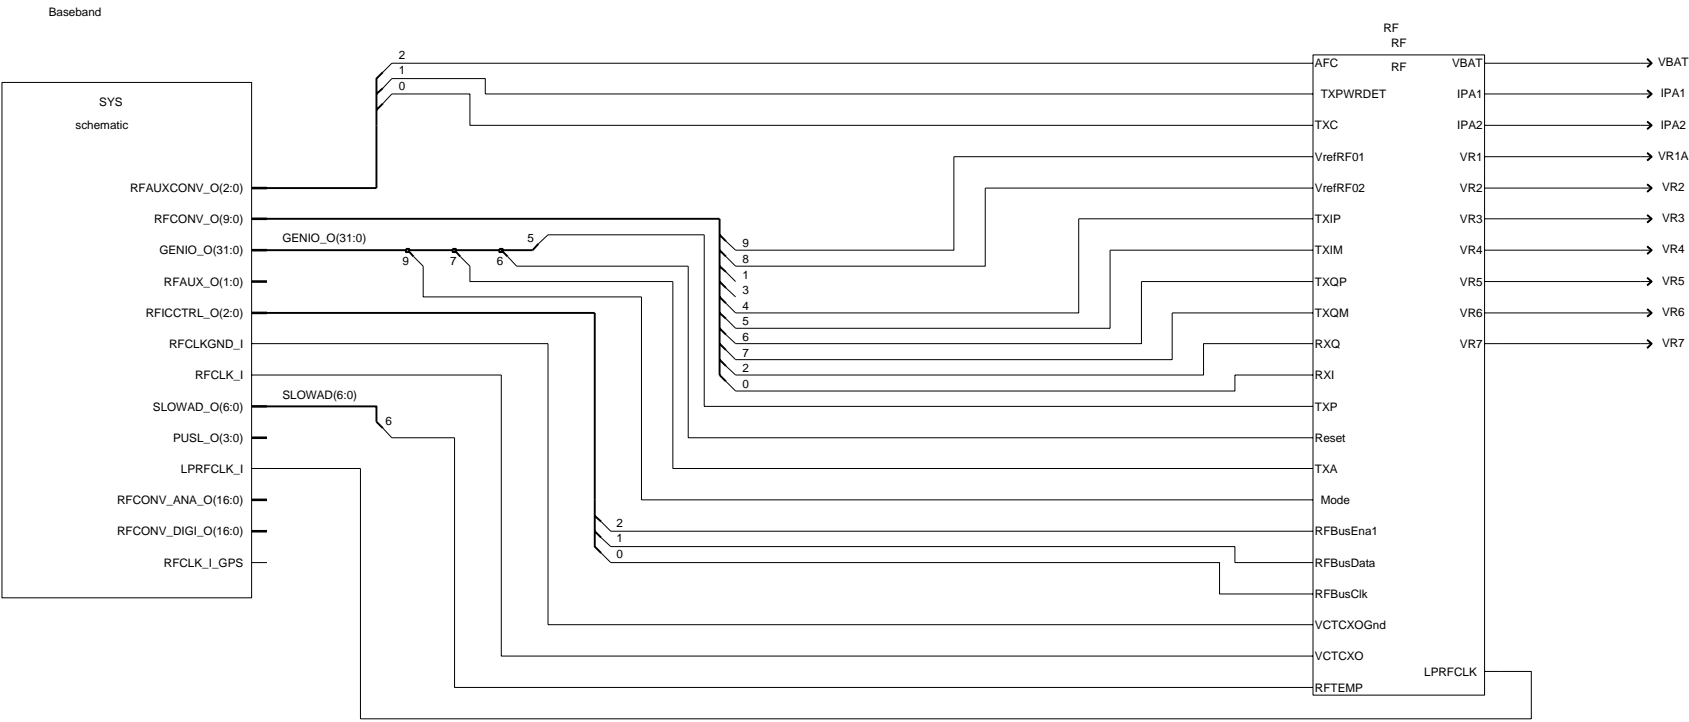 Baseband
SYS
schematic
RFAUXCONV_O(2:0)
RFCONV_O(9:0)
GENIO_O(31:0)
RFAUX_O(1:0)
RFICCTRL_O(2:0)
RFCLKGND_I
RFCLK_I
SLOWAD_O(6:0)
PUSL_O(3:0)
LPRFCLK_I
RFCONV_ANA_O(16:0)
RFCONV_DIGI_O(16:0)
RFCLK_I_GPS
2
1
0
GENIO_O(31:0)
9
7
6
5
SLOWAD(6:0)
6
9
8
1
3
4
5
6
7
2
0
2
1
0
RF
RF
RF
AFC
TXPWRDET
TXC
VrefRF01
VrefRF02
TXIP
TXIM
TXQP
TXQM
RXQ
RXI
TXP
Reset
TXA
Mode
RFBusEna1
RFBusData
RFBusClk
VCTCXOGnd
VCTCXO
RFTEMP
VBAT
IPA1
IPA2
VR1
VR2
VR3
VR4
VR5
VR6
VR7
LPRFCLK
VBAT
IPA1
IPA2
VR1A
VR2
VR3
VR4
VR5
VR6
VR7